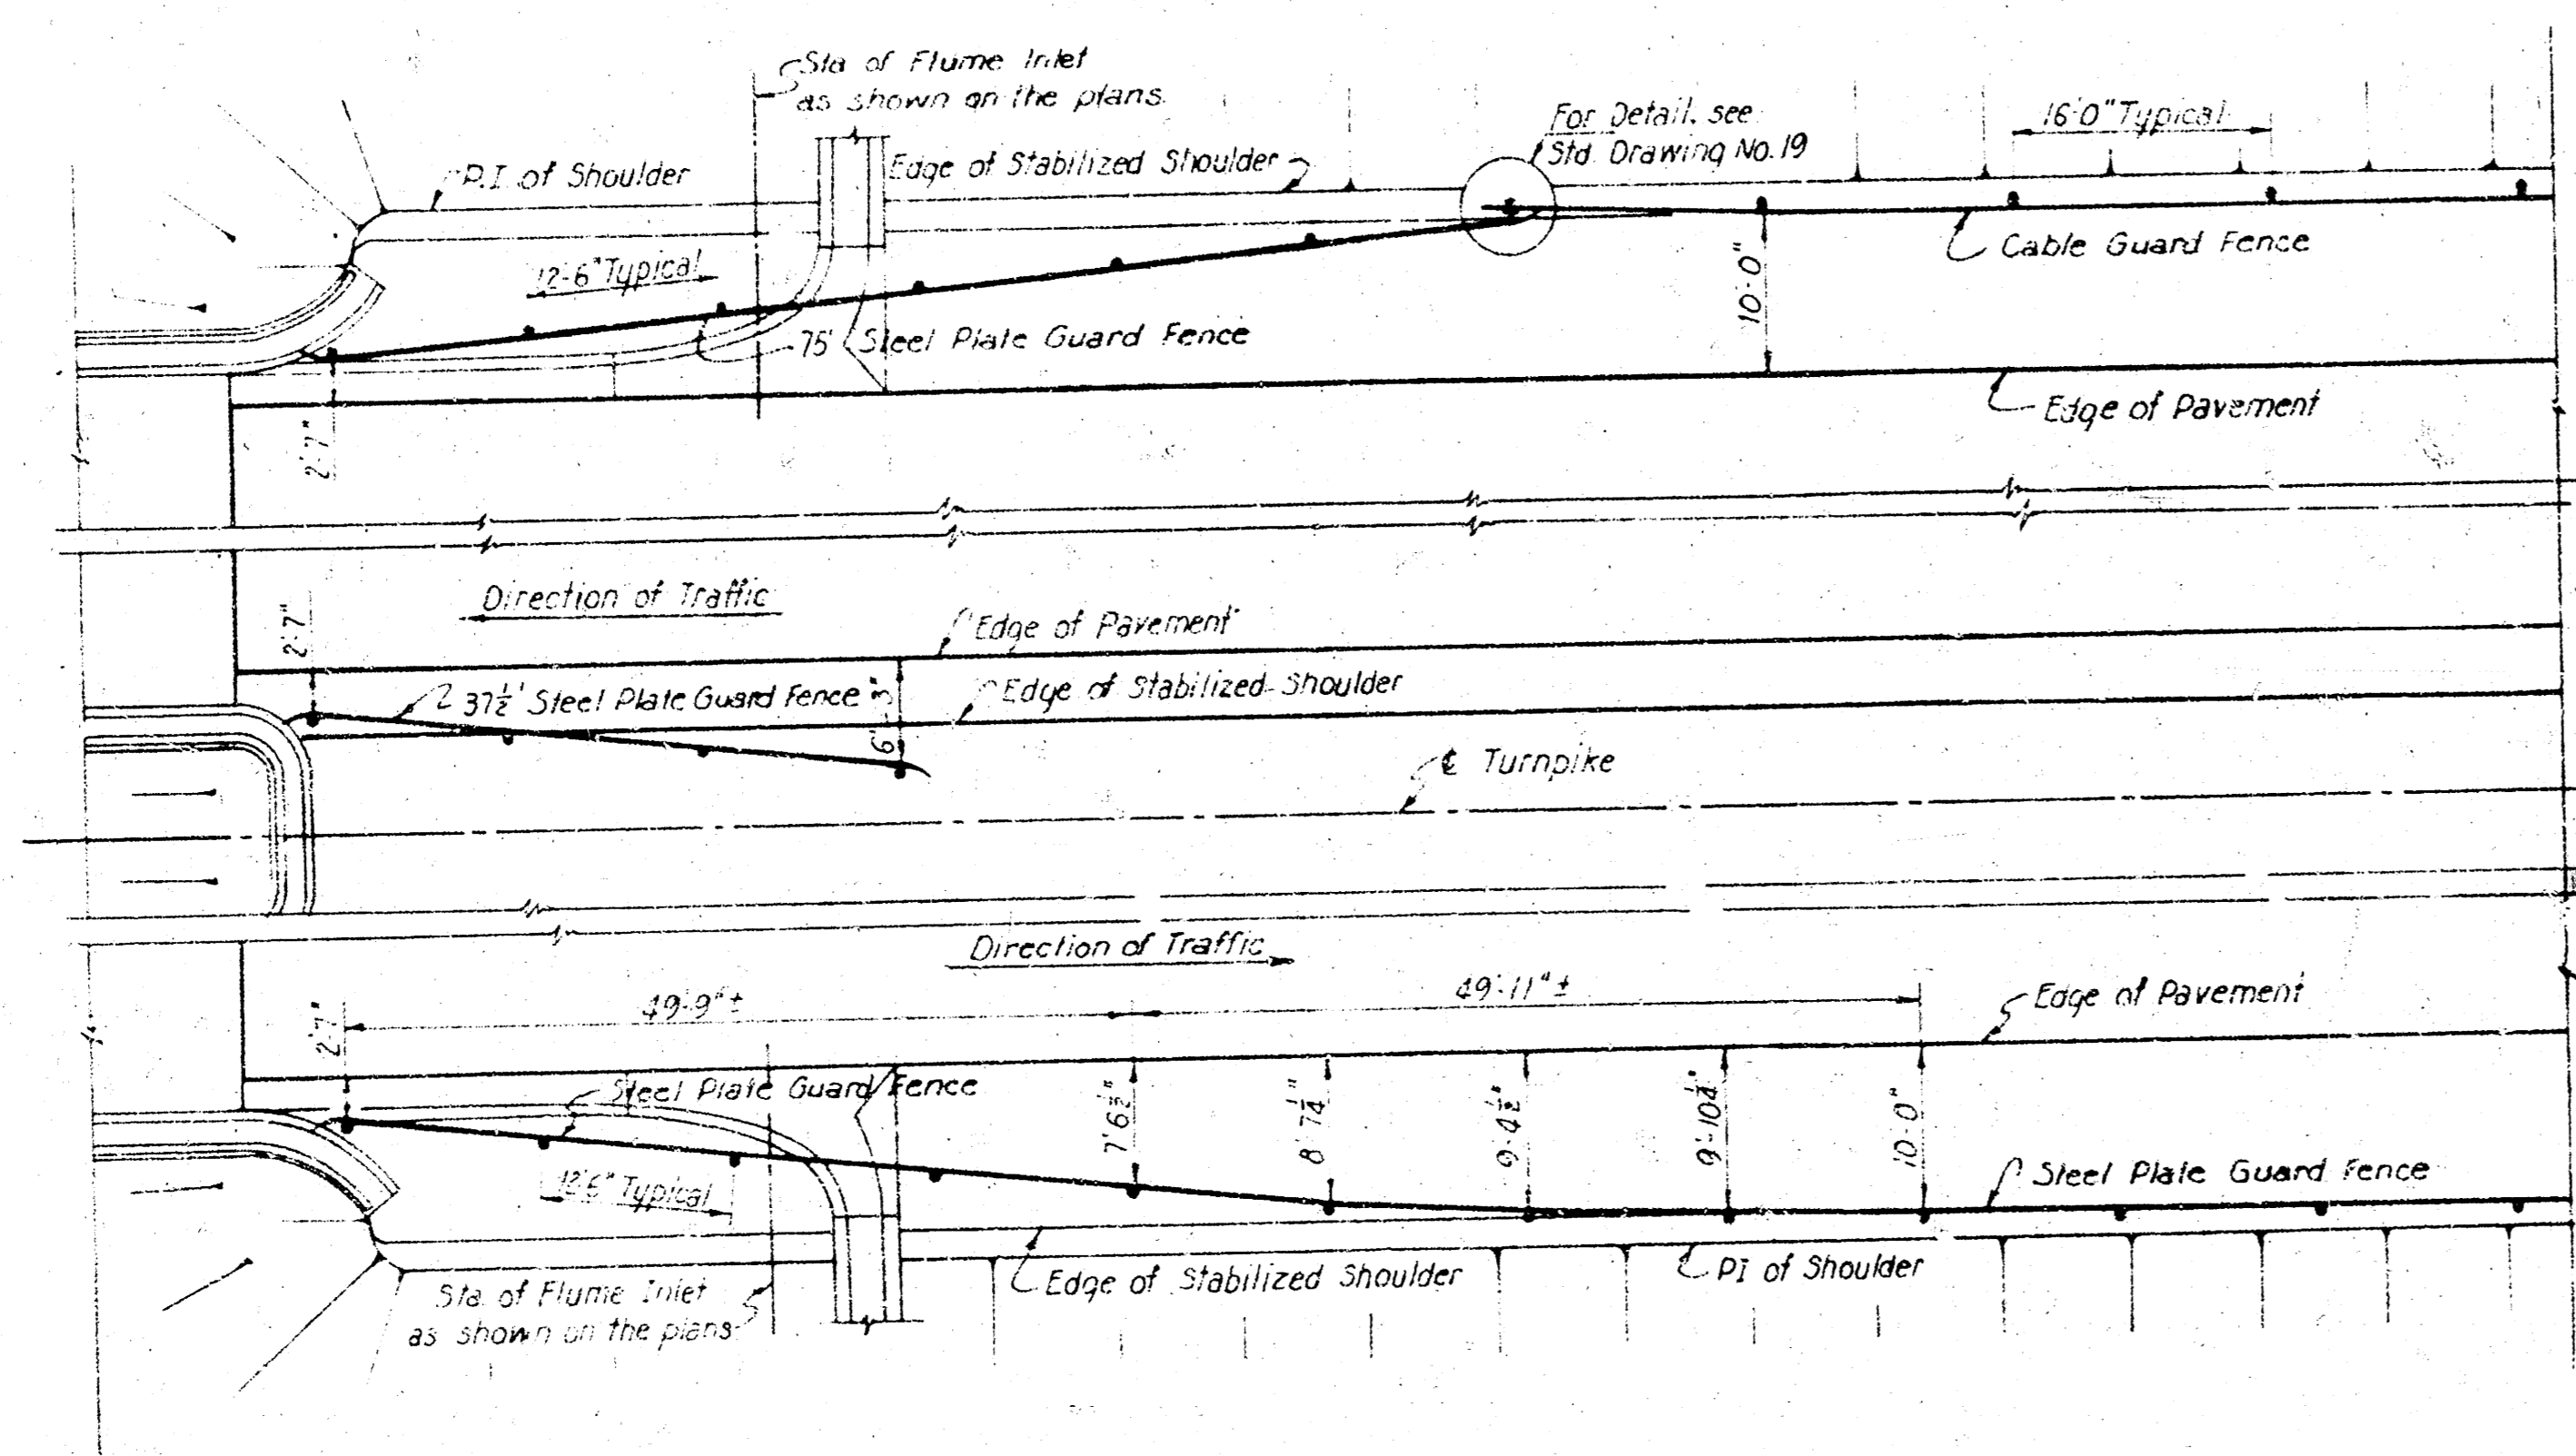 Sta of Flume Inlet
as shown on the plans.
For Detail, see
Std. Drawing No. 19
16'-0" Typical
P.I. of Shoulder
Edge of Stabilized Shoulder
Cable Guard Fence
12'-6" Typical
10'-0"
75' Steel Plate Guard Fence
Edge of Pavement
2'-7"
Direction of Traffic
2'-7"
Edge of Pavement
37½' Steel Plate Guard Fence
6'-3"
Edge of Stabilized Shoulder
℄ Turnpike
Direction of Traffic
49'-9" ±
49'-11" ±
Edge of Pavement
2'-7"
Steel Plate Guard Fence
7'6½"
8'7¼"
9'-4½"
9'-10¼"
10'-0"
12'6" Typical
Steel Plate Guard Fence
Sta. of Flume Inlet
as shown on the plans
Edge of Stabilized Shoulder
PI of Shoulder